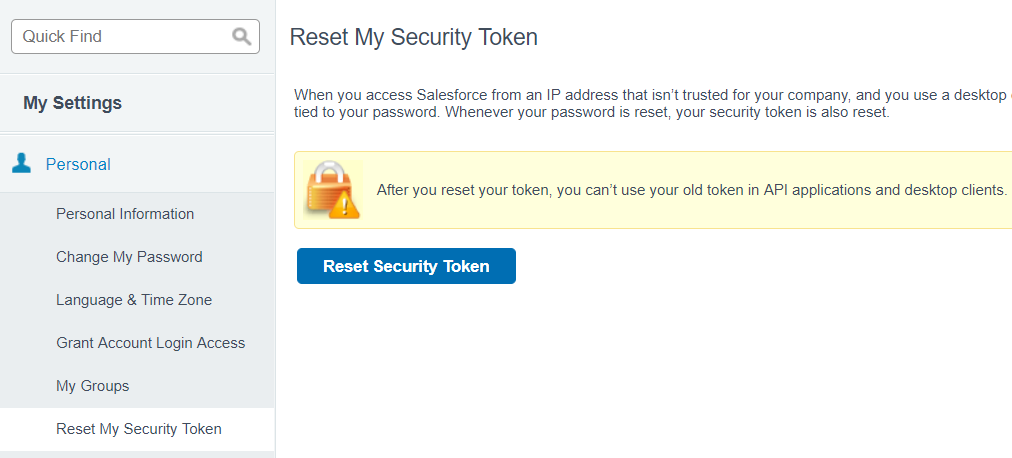 Quick Find
Reset My Security Token
My Settings
When you access Salesforce from an IP address that isn’t trusted for your company, and you use a desktop
tied to your password. Whenever your password is reset, your security token is also reset.
Personal
After you reset your token, you can’t use your old token in API applications and desktop clients.
Personal Information
Change My Password
Reset Security Token
Language & Time Zone
Grant Account Login Access
My Groups
Reset My Security Token